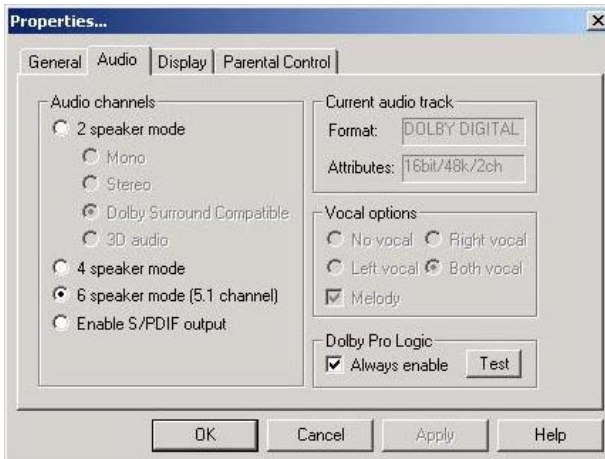 Properties...
General Audio Display Parental Control
Audio channels
2 speaker mode
Mono
Stereo
Dolby Surround Compatible
3D audio
4 speaker mode
6 speaker mode (5.1 channel)
Enable S/PDIF output
Current audio track
Format: DOLBY DIGITAL
Attributes: 16bit/48k/2ch
Vocal options
No vocal Right vocal
Left vocal Both vocal
Melody
Dolby Pro Logic
Always enable Test
OK Cancel Apply Help